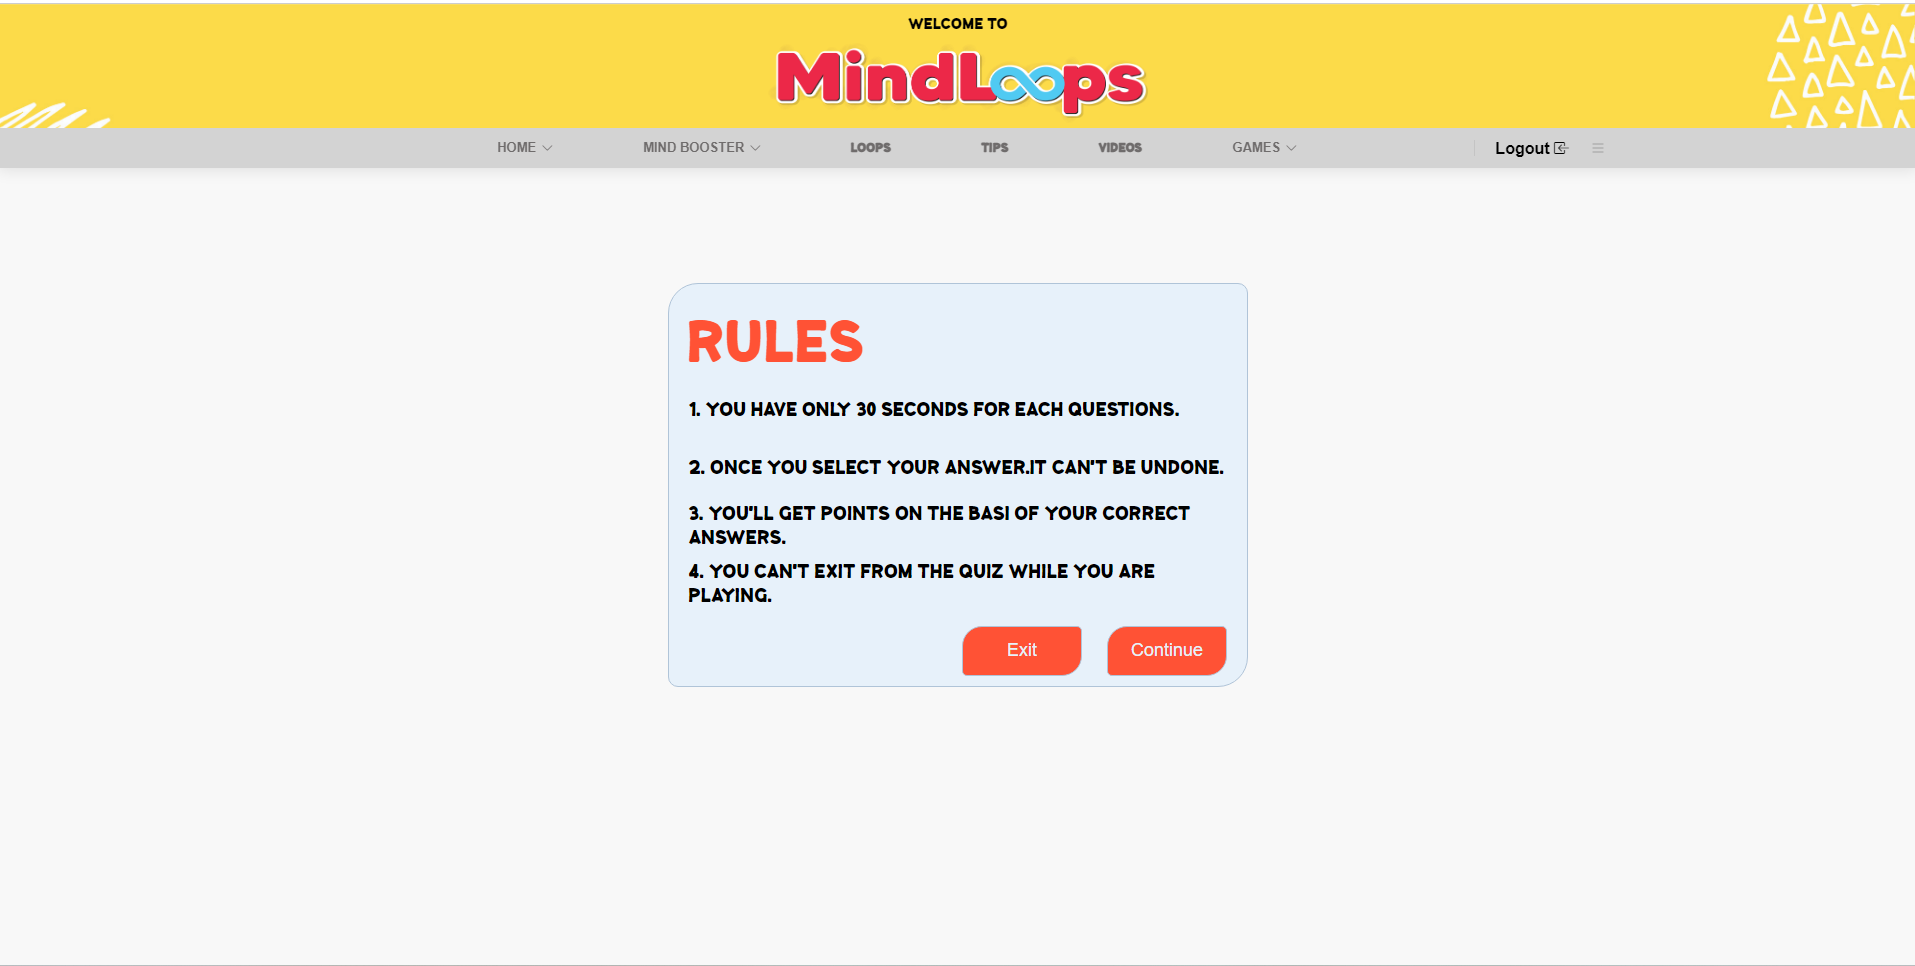 WELCOME TO
MindLoops
HOME
MIND BOOSTER
LOOPS
TIPS
VIDEOS
GAMES
Logout
RULES
1. YOU HAVE ONLY 30 SECONDS FOR EACH QUESTIONS.
2. ONCE YOU SELECT YOUR ANSWER.IT CAN'T BE UNDONE.
3. YOU'LL GET POINTS ON THE BASI OF YOUR CORRECT
ANSWERS.
4. YOU CAN'T EXIT FROM THE QUIZ WHILE YOU ARE
PLAYING.
Exit
Continue